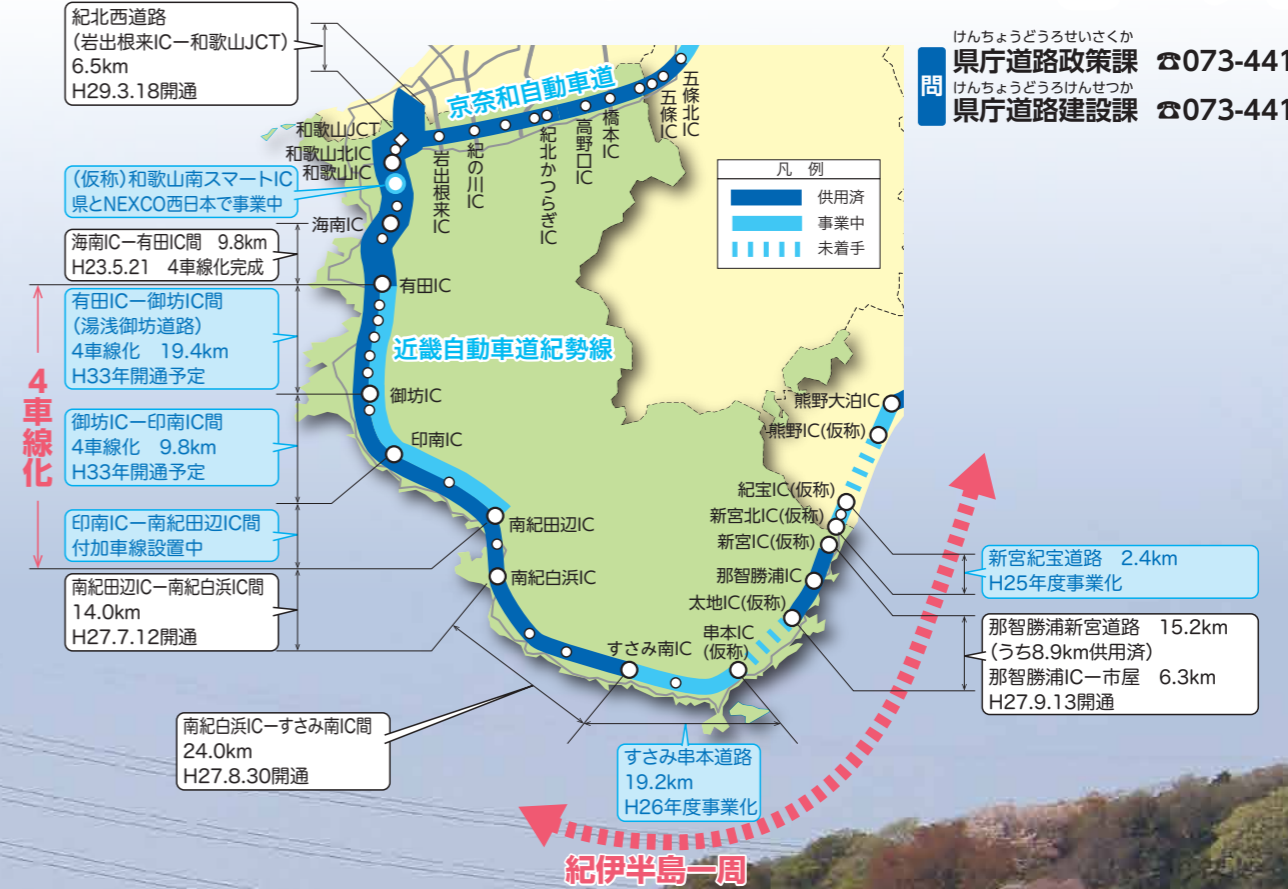 紀北西道路
(岩出根来IC－和歌山JCT)
6.5km
H29.3.18開通
けんちょうどうろせいさくか
問
県庁道路政策課 ☎073-441
けんちょうどうろけんせつか
県庁道路建設課 ☎073-441
京奈和自動車道
和歌山JCT
和歌山北IC
和歌山IC
岩出根来IC
紀の川IC
紀北かつらぎIC
高野口IC
橋本IC
五條IC
五條北IC
凡例
供用済
事業中
未着手
(仮称)和歌山南スマートIC
県とNEXCO西日本で事業中
海南IC
海南IC－有田IC間 9.8km
H23.5.21 4車線化完成
有田IC
4車線化
有田IC－御坊IC間
(湯浅御坊道路)
4車線化 19.4km
H33年開通予定
近畿自動車道紀勢線
御坊IC
御坊IC－印南IC間
4車線化 9.8km
H33年開通予定
印南IC
印南IC－南紀田辺IC間
付加車線設置中
南紀田辺IC
南紀田辺IC－南紀白浜IC間
14.0km
H27.7.12開通
南紀白浜IC
熊野大泊IC
熊野IC(仮称)
紀宝IC(仮称)
新宮北IC(仮称)
新宮IC(仮称)
那智勝浦IC
太地IC(仮称)
串本IC
(仮称)
すさみ南IC
新宮紀宝道路 2.4km
H25年度事業化
那智勝浦新宮道路 15.2km
(うち8.9km供用済)
那智勝浦IC－市屋 6.3km
H27.9.13開通
南紀白浜IC－すさみ南IC間
24.0km
H27.8.30開通
すさみ串本道路
19.2km
H26年度事業化
紀伊半島一周